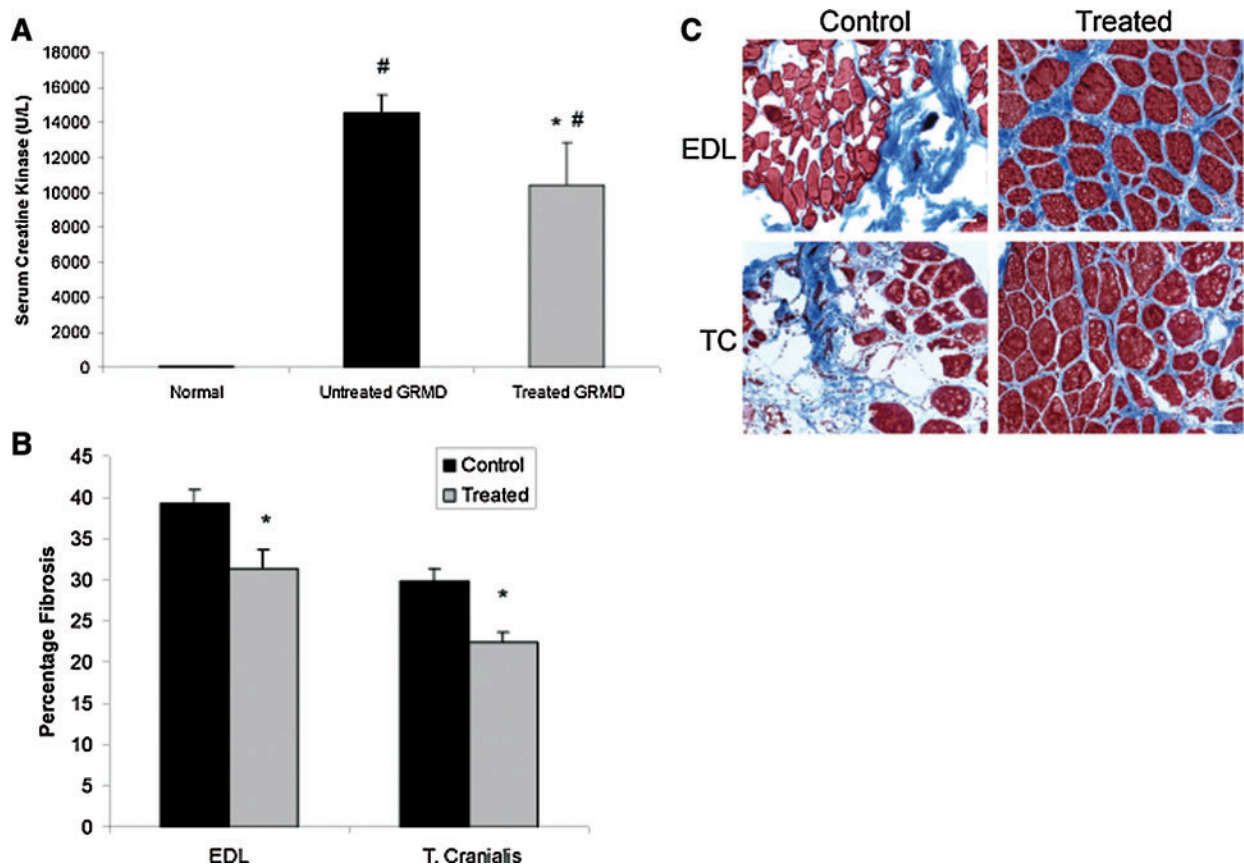 A
18000
16000
14000
12000
10000
8000
6000
4000
2000
0
Serum Creatine Kinase (U/L)
#
* #
Normal Untreated GRMD Treated GRMD
B
45
40
35
30
25
20
15
10
5
0
Percentage Fibrosis
Control
Treated
*
*
EDL T. Cranialis
C
Control Treated
EDL
TC